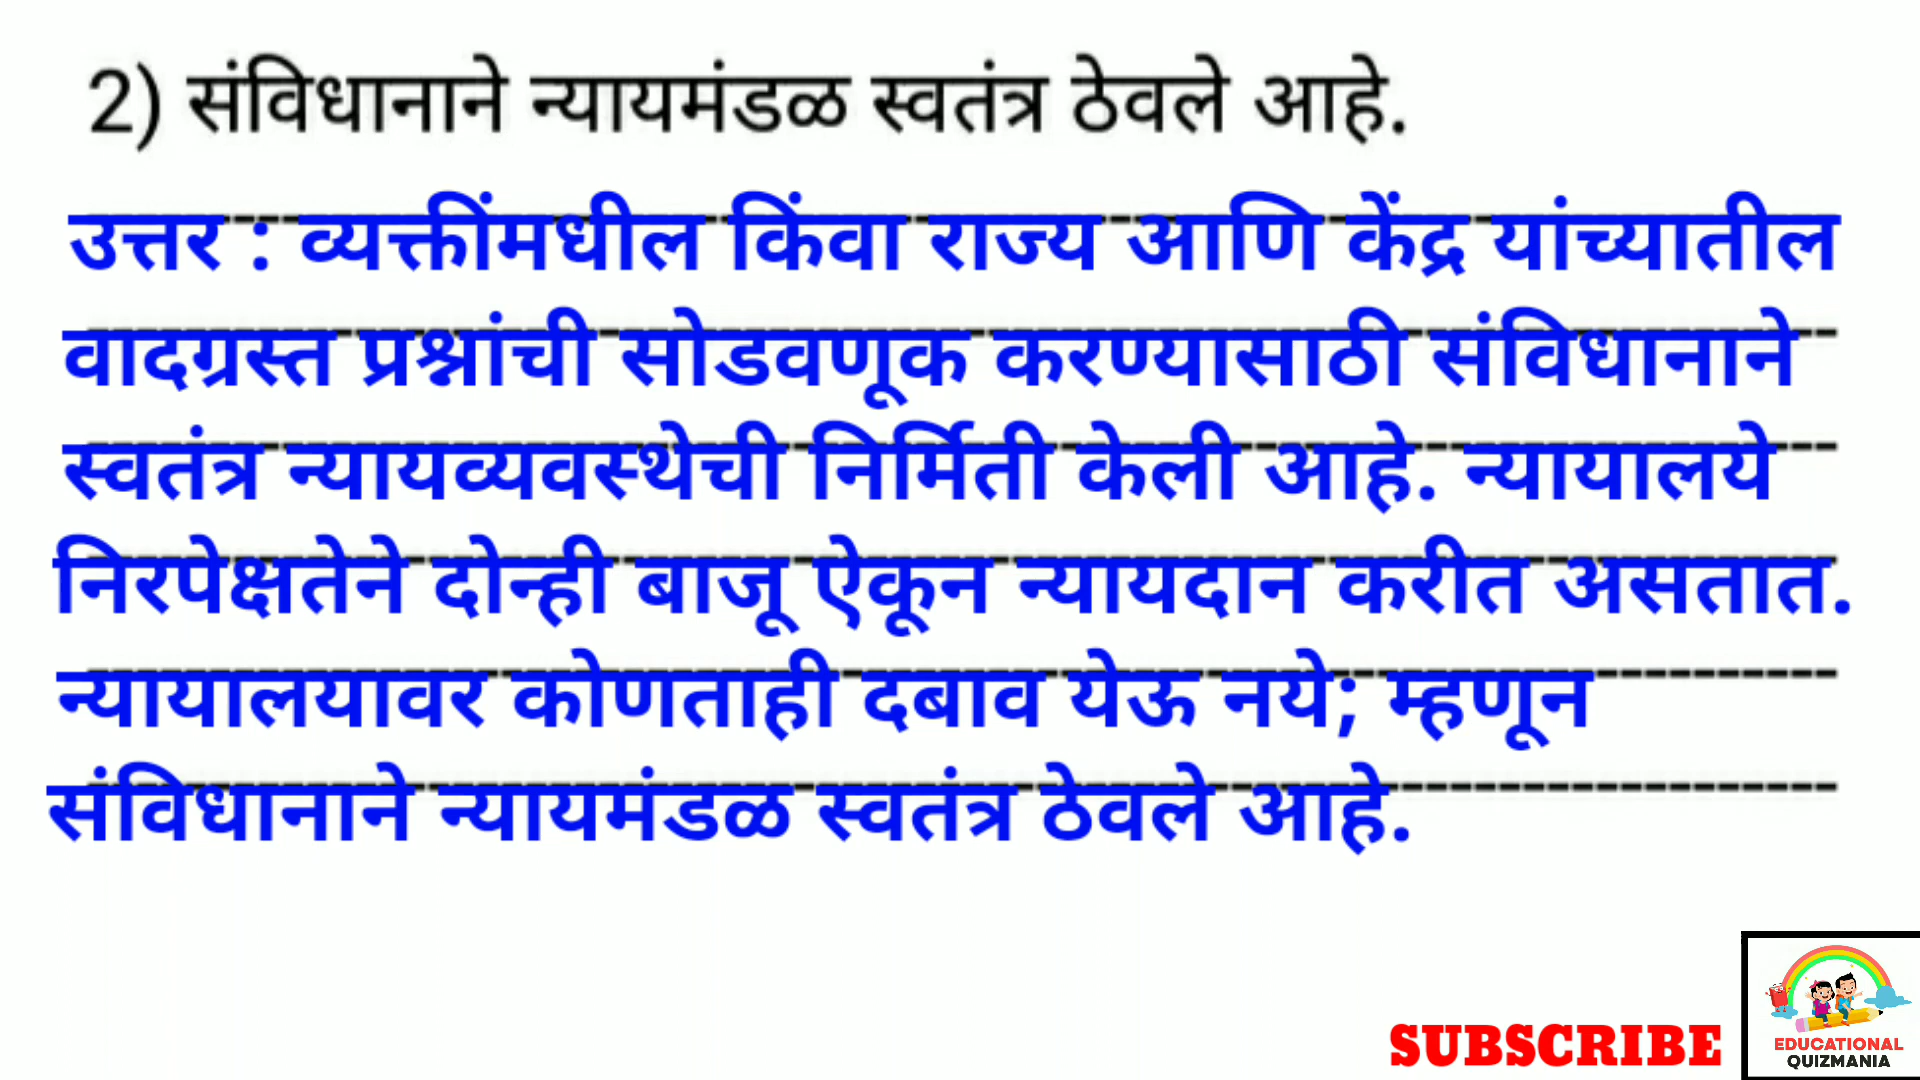 2) संविधानाने न्यायमंडळ स्वतंत्र ठेवले आहे.
उत्तर : व्यक्तींमधील किंवा राज्य आणि केंद्र यांच्यातील
वादग्रस्त प्रश्नांची सोडवणूक करण्यासाठी संविधानाने
स्वतंत्र न्यायव्यवस्थेची निर्मिती केली आहे. न्यायालये
निरपेक्षतेने दोन्ही बाजू ऐकून न्यायदान करीत असतात.
न्यायालयावर कोणताही दबाव येऊ नये; म्हणून
संविधानाने न्यायमंडळ स्वतंत्र ठेवले आहे.
SUBSCRIBE
EDUCATIONAL
QUIZMANIA